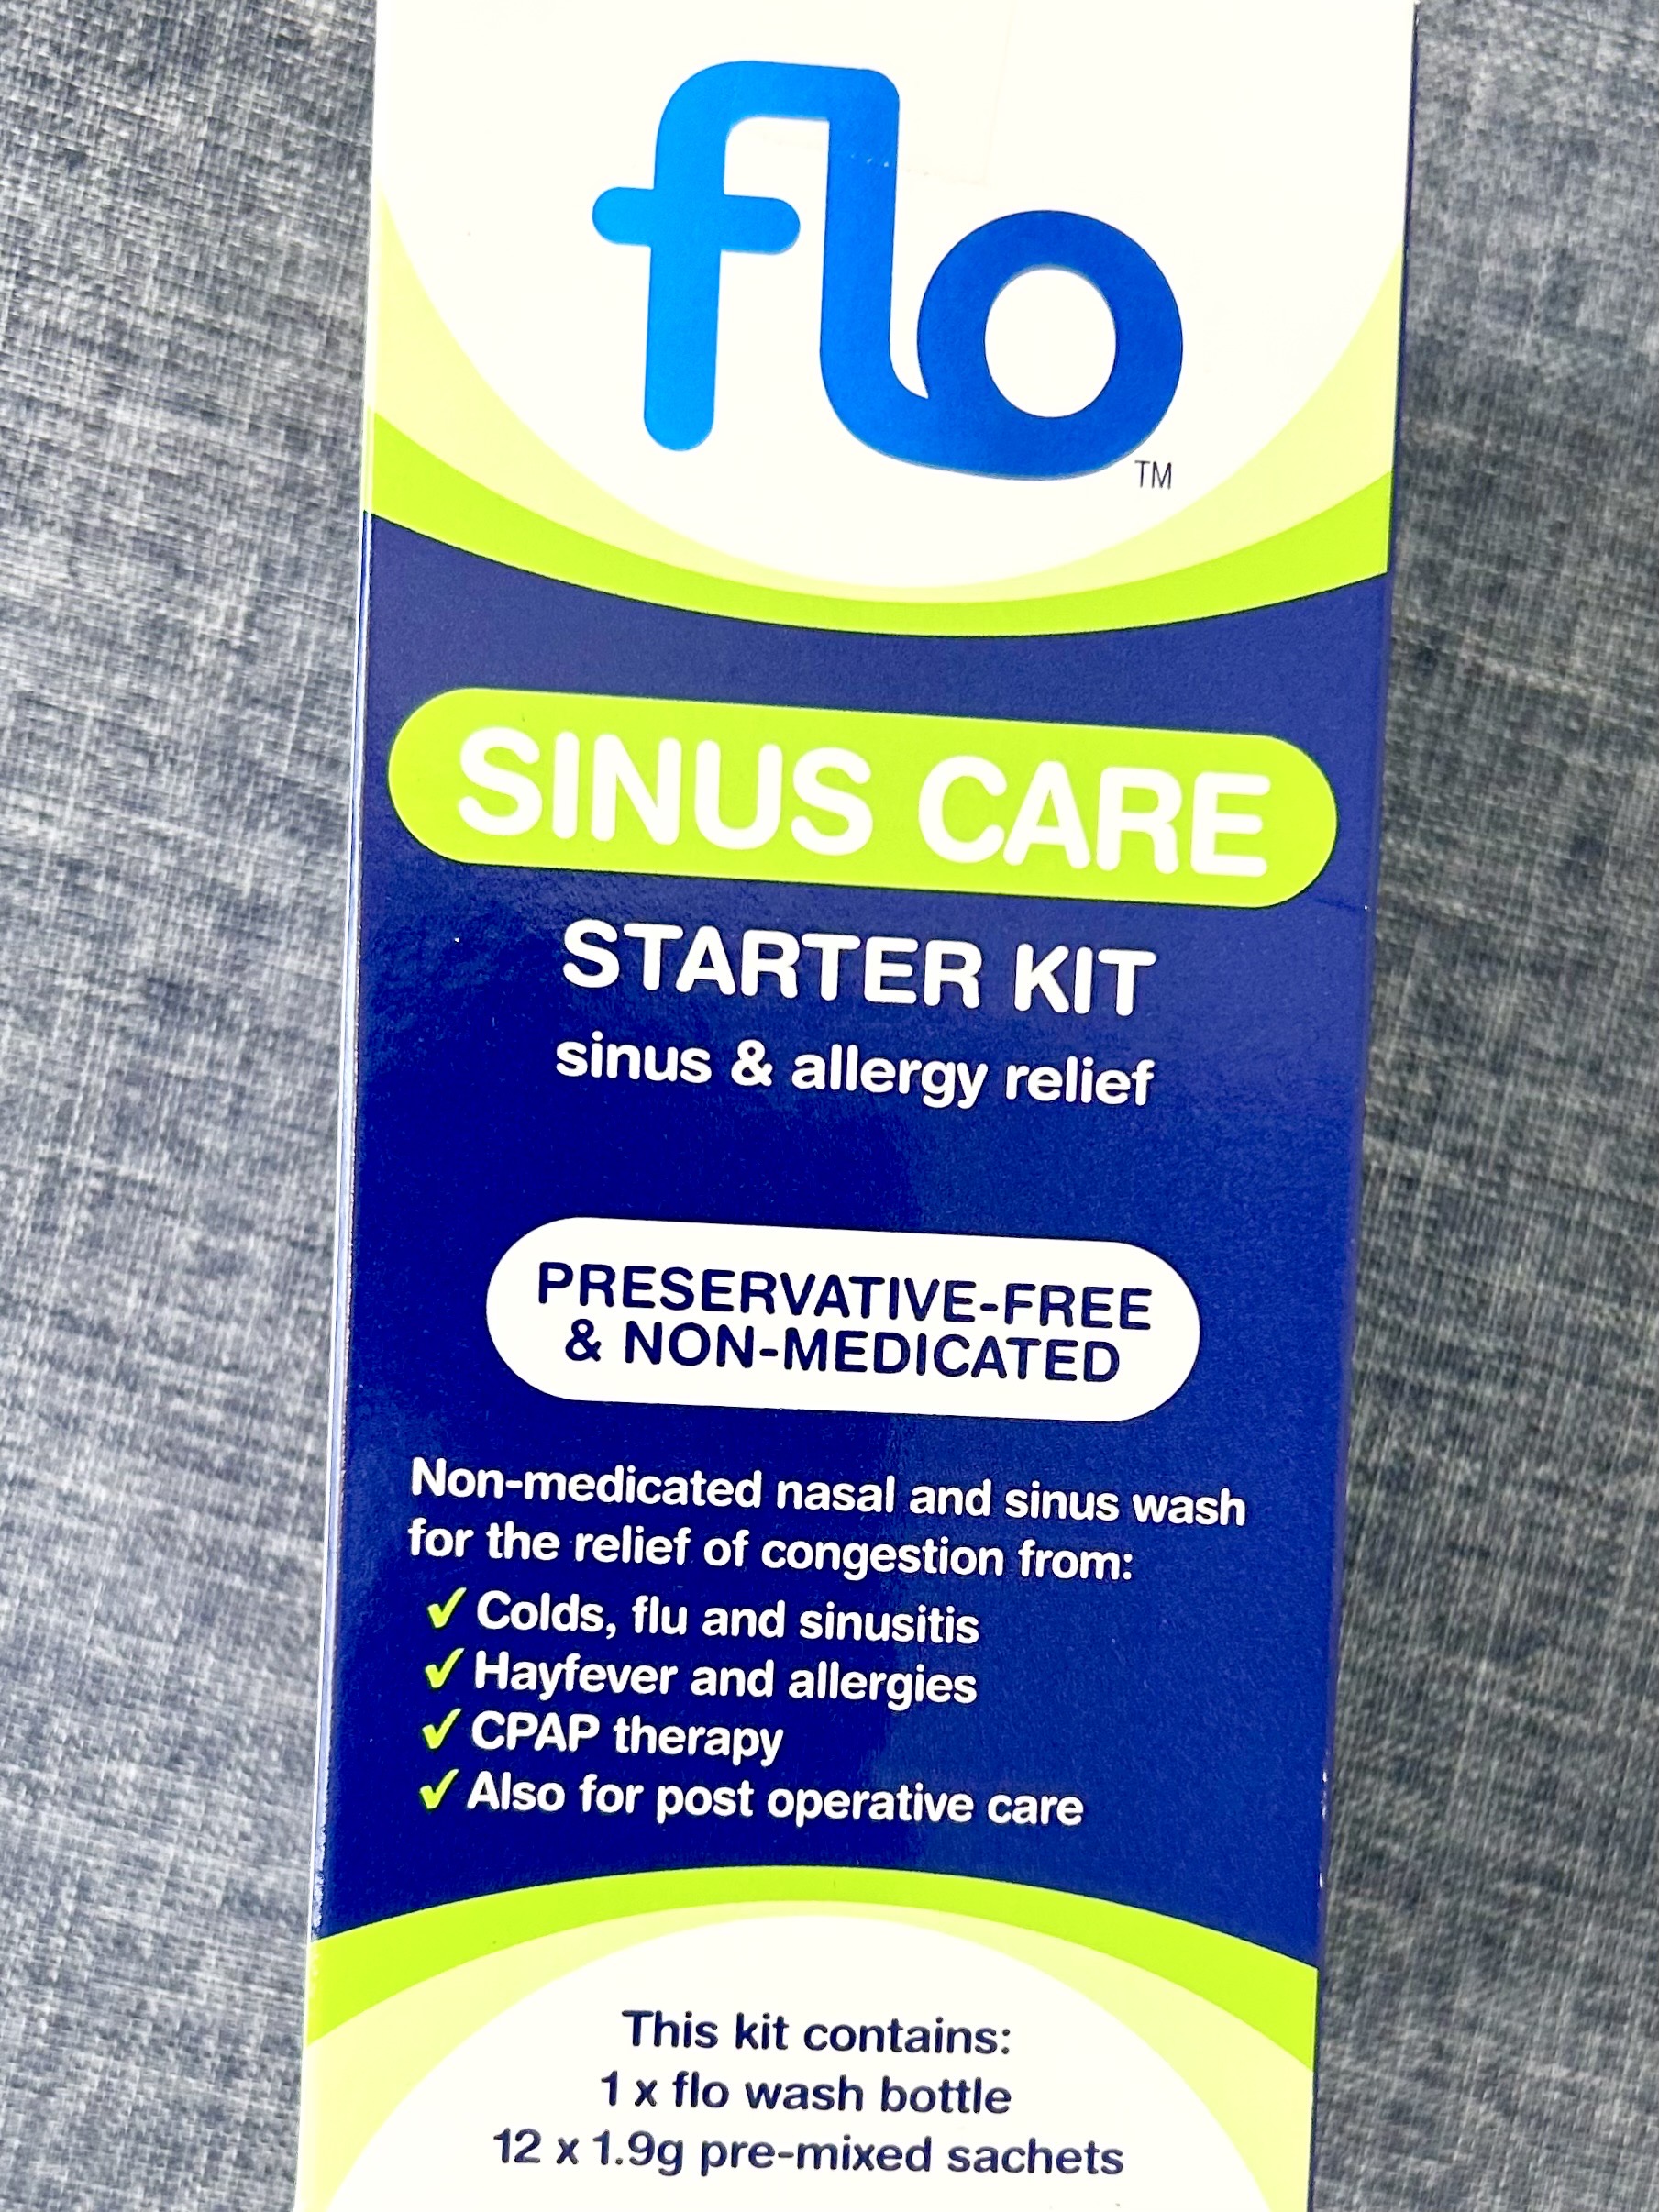 flo
TM
SINUS CARE
STARTER KIT
sinus & allergy relief
PRESERVATIVE-FREE
& NON-MEDICATED
Non-medicated nasal and sinus wash
for the relief of congestion from:
✓ Colds, flu and sinusitis
✓ Hayfever and allergies
✓ CPAP therapy
✓ Also for post operative care
This kit contains:
1 x flo wash bottle
12 x 1.9g pre-mixed sachets